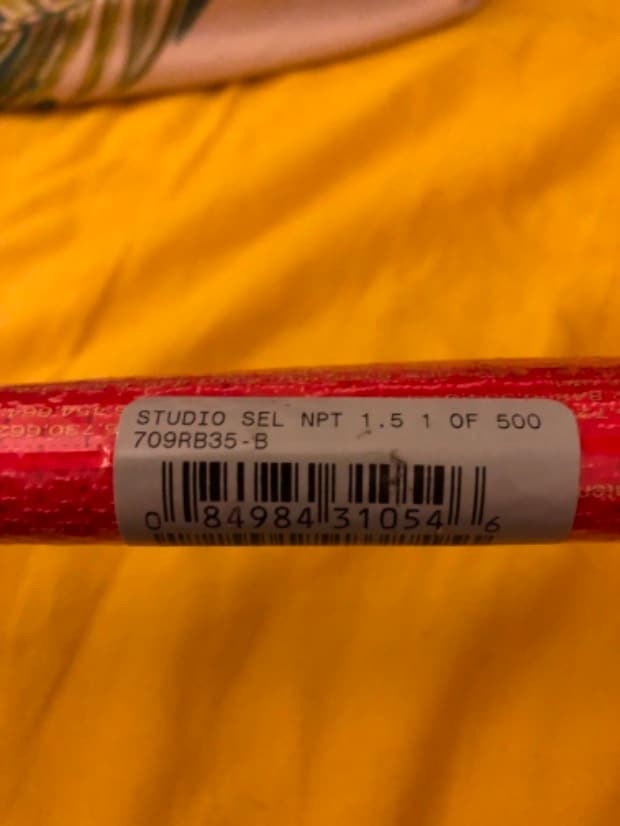 STUDIO SEL NPT 1.5 1 OF 500
709RB35-B
0 84984 31054 6